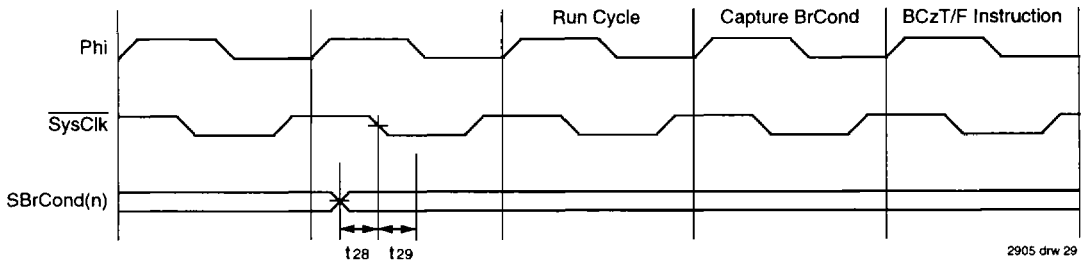 Run Cycle Capture BrCond BCzT/F Instruction
Phi
SysClk
SBrCond(n)
t28 t29
2905 drw 29